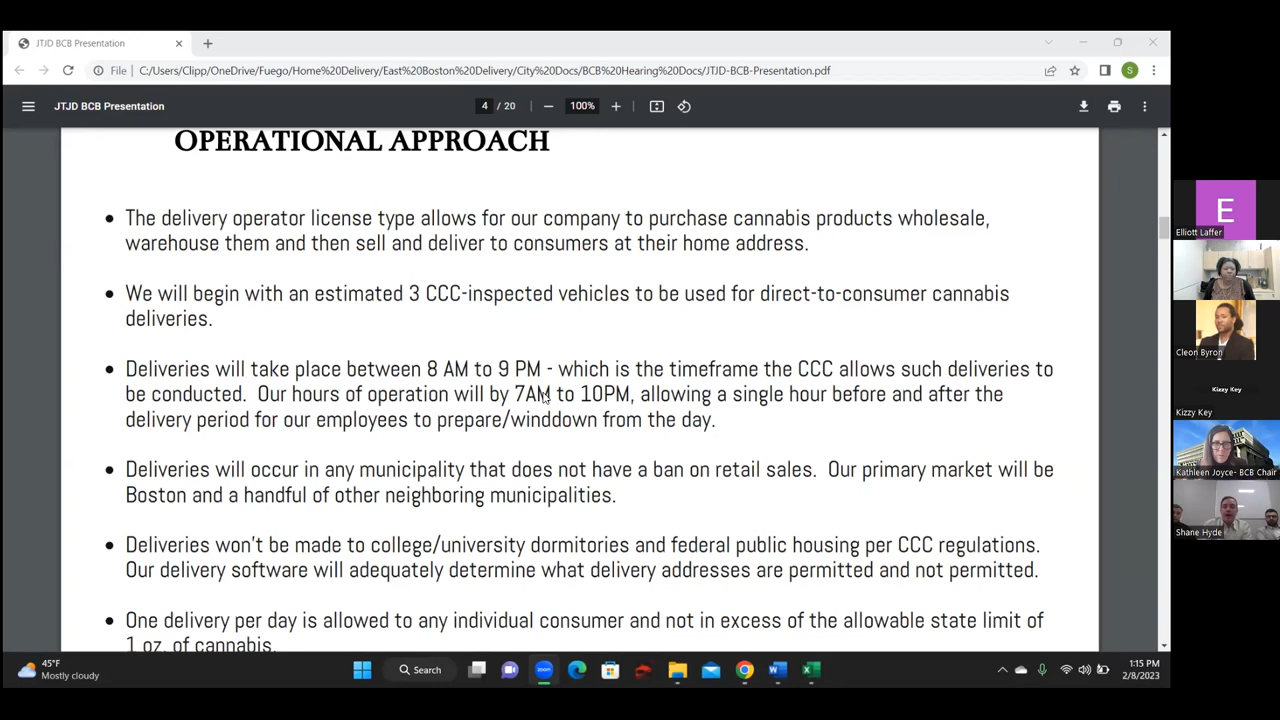 JTJD BCB Presentation
File
C:/Users/Clipp/OneDrive/Fuego/Home%20Delivery/East%20Boston%20Delivery/City%20Docs/BCB%20Hearing%20Docs/JTJD-BCB-Presentation.pdf
S
JTJD BCB Presentation
4 / 20
100%
OPERATIONAL APPROACH
• The delivery operator license type allows for our company to purchase cannabis products wholesale,
warehouse them and then sell and deliver to consumers at their home address.
• We will begin with an estimated 3 CCC-inspected vehicles to be used for direct-to-consumer cannabis
deliveries.
• Deliveries will take place between 8 AM to 9 PM - which is the timeframe the CCC allows such deliveries to
be conducted. Our hours of operation will by 7AM to 10PM, allowing a single hour before and after the
delivery period for our employees to prepare/winddown from the day.
• Deliveries will occur in any municipality that does not have a ban on retail sales. Our primary market will be
Boston and a handful of other neighboring municipalities.
• Deliveries won't be made to college/university dormitories and federal public housing per CCC regulations.
Our delivery software will adequately determine what delivery addresses are permitted and not permitted.
• One delivery per day is allowed to any individual consumer and not in excess of the allowable state limit of
1 oz. of cannabis.
E
Elliott Laffer
Cleon Byron
Kizzy Key
Kizzy Key
Kathleen Joyce- BCB Chair
Shane Hyde
45°F
Mostly cloudy
Search
zoom
1:15 PM
2/8/2023